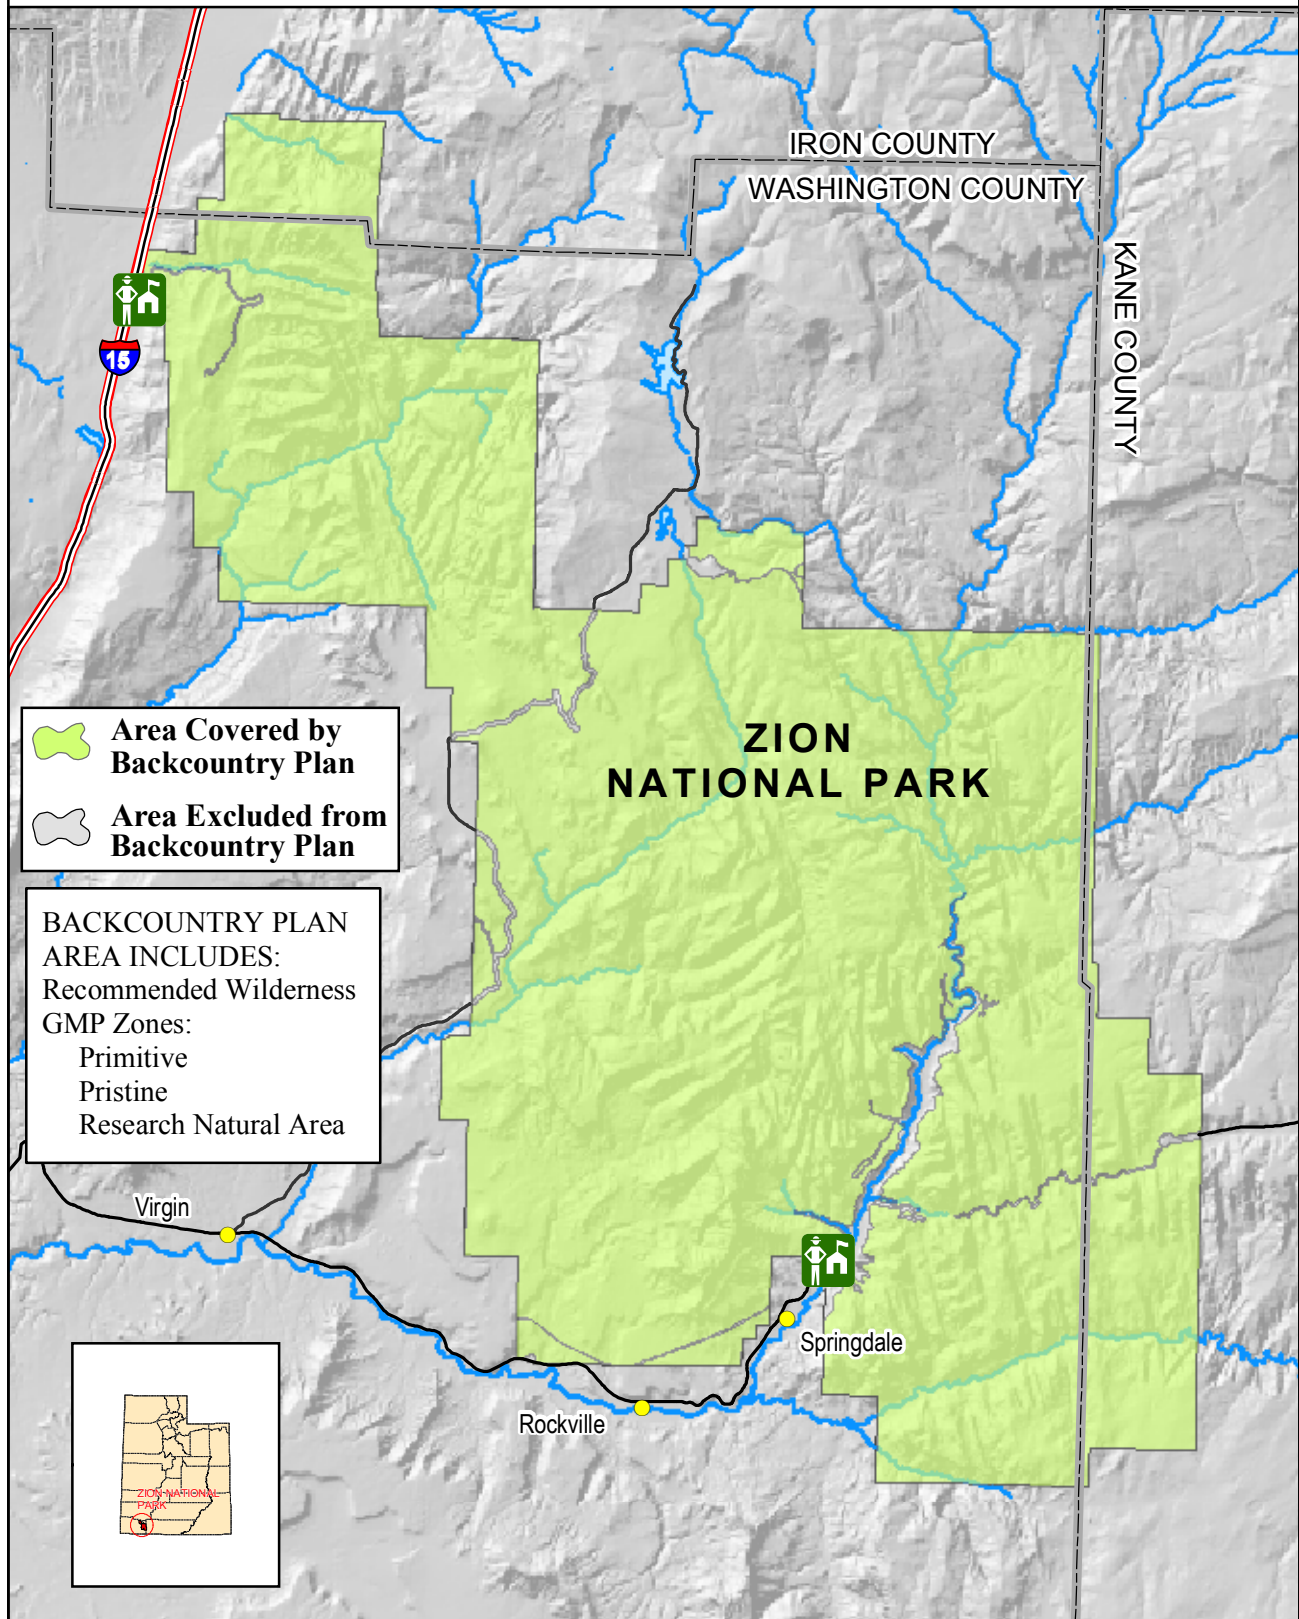 IRON COUNTY
WASHINGTON COUNTY
KANE COUNTY
15
ZION
NATIONAL PARK
Area Covered by
Backcountry Plan
Area Excluded from
Backcountry Plan
BACKCOUNTRY PLAN
AREA INCLUDES:
Recommended Wilderness
GMP Zones:
Primitive
Pristine
Research Natural Area
Virgin
Springdale
Rockville
ZION NATIONAL
PARK